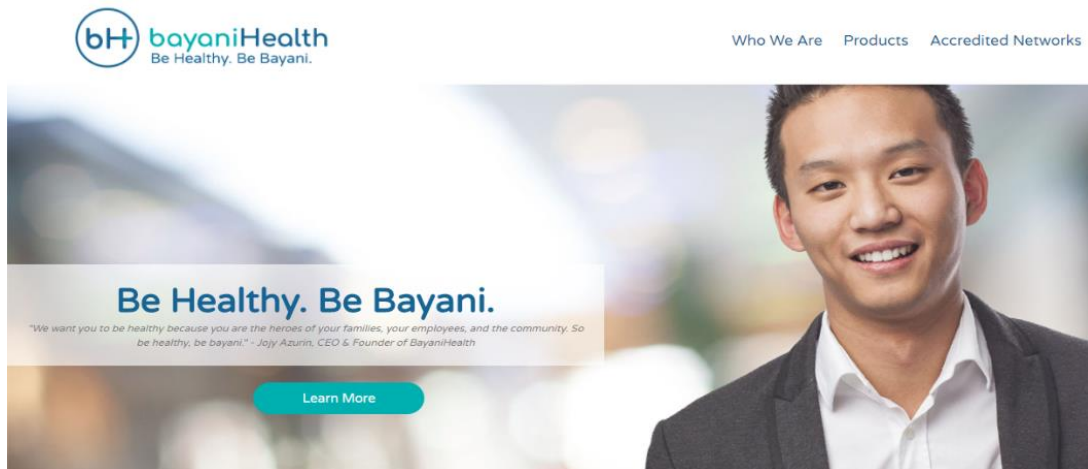 bH bayaniHealth
Be Healthy. Be Bayani.
Who We Are Products Accredited Networks
Be Healthy. Be Bayani.
"We want you to be healthy because you are the heroes of your families, your employees, and the community. So
be healthy, be bayani." - Jojy Azurin, CEO & Founder of BayaniHealth
Learn More